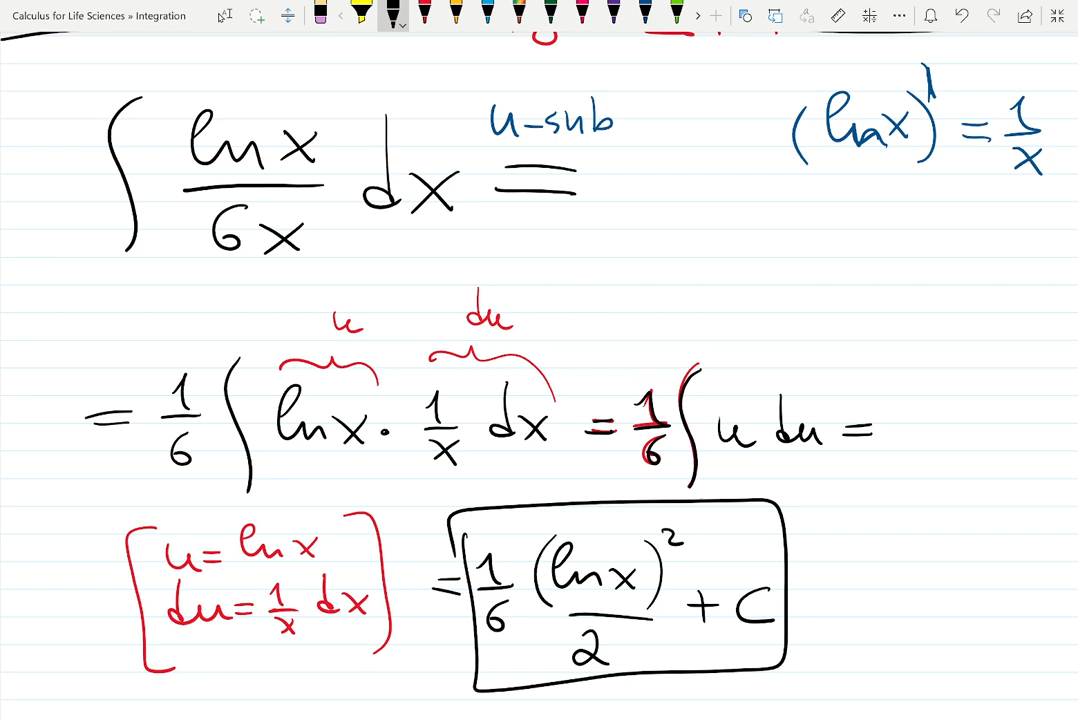 Calculus for Life Sciences » Integration
∫ ln x / 6x dx = u-sub
(ln x)' = 1/x
u du
= 1/6 ∫ ln x · 1/x dx = 1/6 ∫ u du =
[u = ln x
du = 1/x dx]
= 1/6 (ln x)² / 2 + C